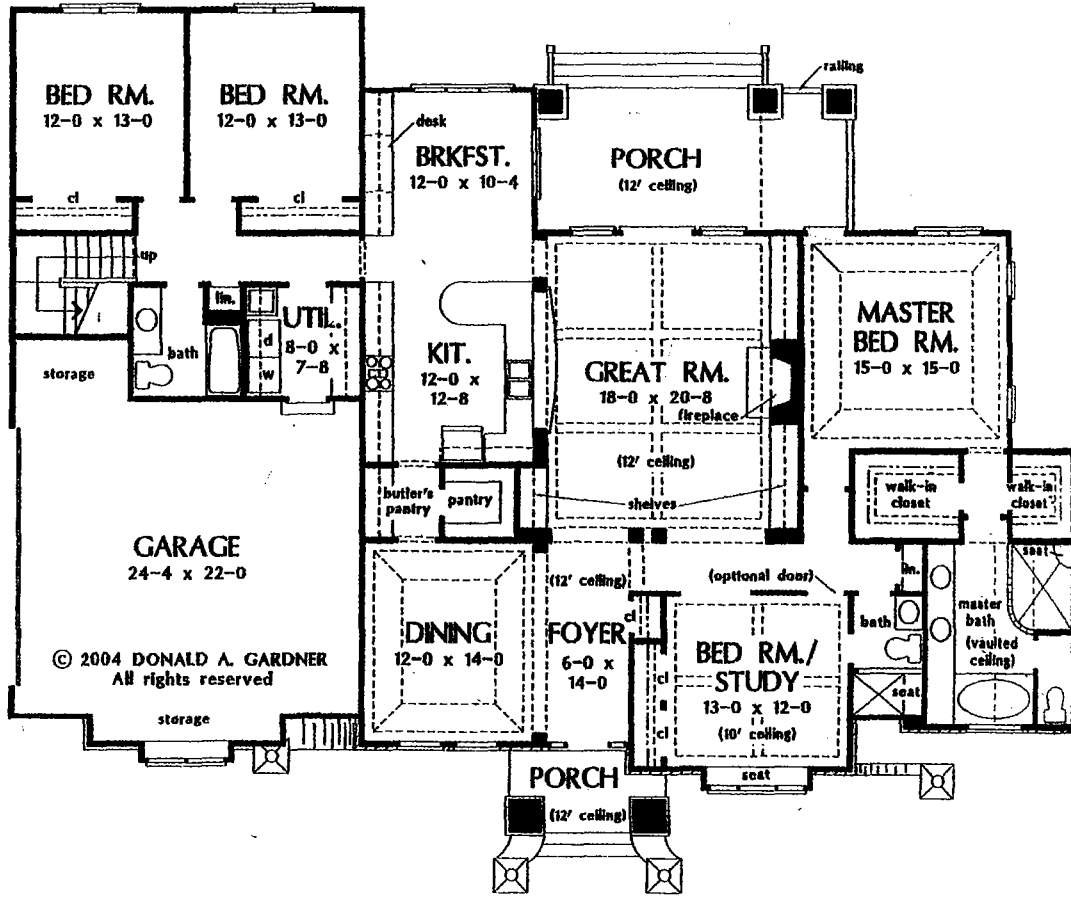 BED RM.
12-0 x 13-0
BED RM.
12-0 x 13-0
desk
BRKFST.
12-0 x 10-4
railing
PORCH
(12' ceiling)
cl
cl
up
lin.
bath
storage
UTIL.
8-0 x
7-8
d
w
KIT.
12-0 x
12-8
GREAT RM.
18-0 x 20-8
fireplace
(12' ceiling)
shelves
MASTER
BED RM.
15-0 x 15-0
walk-in
closet
walk-in
closet
butler's
pantry
pantry
GARAGE
24-4 x 22-0
© 2004 DONALD A. GARDNER
All rights reserved
storage
DINING
12-0 x 14-0
(12' ceiling)
FOYER
6-0 x
14-0
cl
(optional door)
BED RM./
STUDY
13-0 x 12-0
(10' ceiling)
cl
cl
seat
lin.
bath
seat
master
bath
(vaulted
ceiling)
seat
PORCH
(12' ceiling)